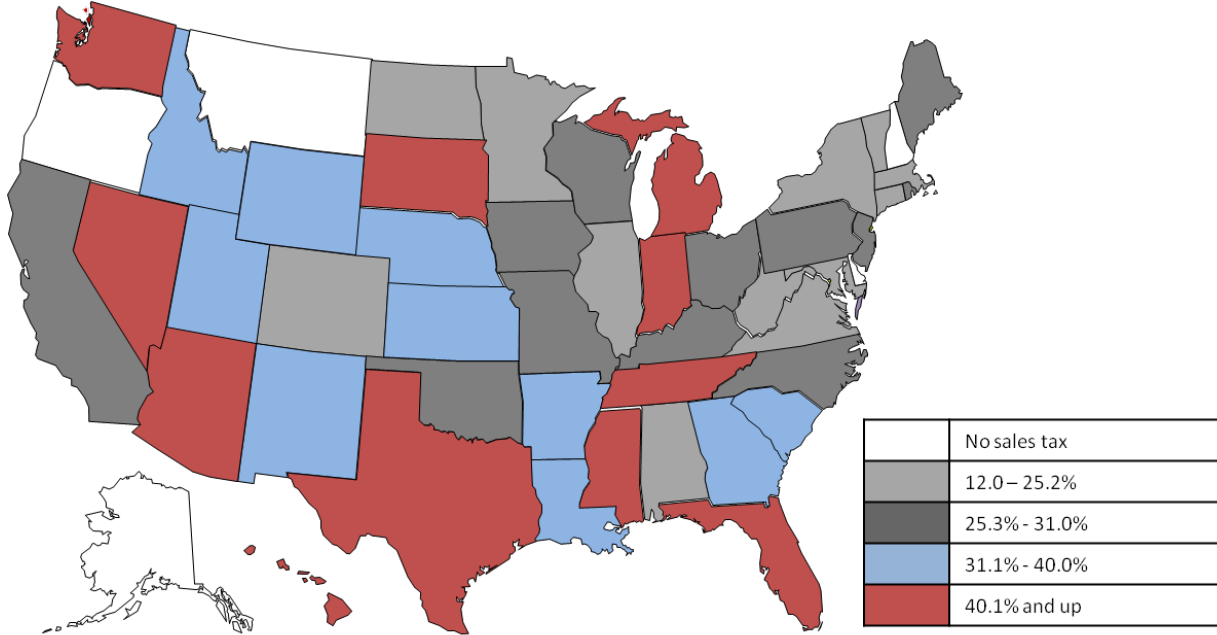 No sales tax
12.0 – 25.2%
25.3% - 31.0%
31.1% - 40.0%
40.1% and up